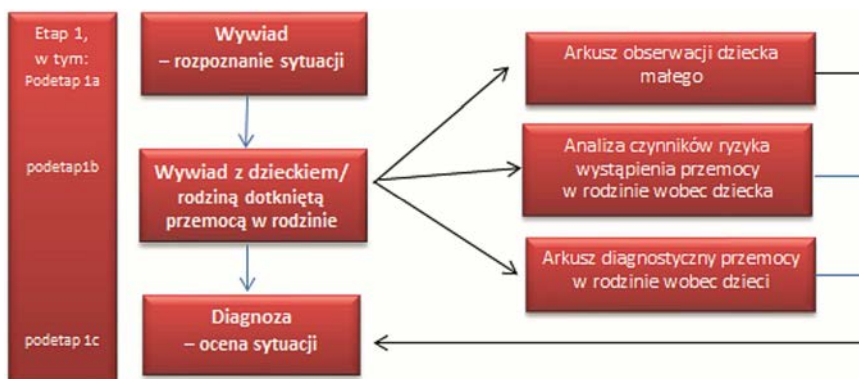 Etap 1,
w tym:
Podetap 1a
podetap1b
podetap 1c
Wywiad
– rozpoznanie sytuacji
Wywiad z dzieckiem/
rodziną dotkniętą
przemocą w rodzinie
Diagnoza
– ocena sytuacji
Arkusz obserwacji dziecka
małego
Analiza czynników ryzyka
wystąpienia przemocy
w rodzinie wobec dziecka
Arkusz diagnostyczny przemocy
w rodzinie wobec dzieci